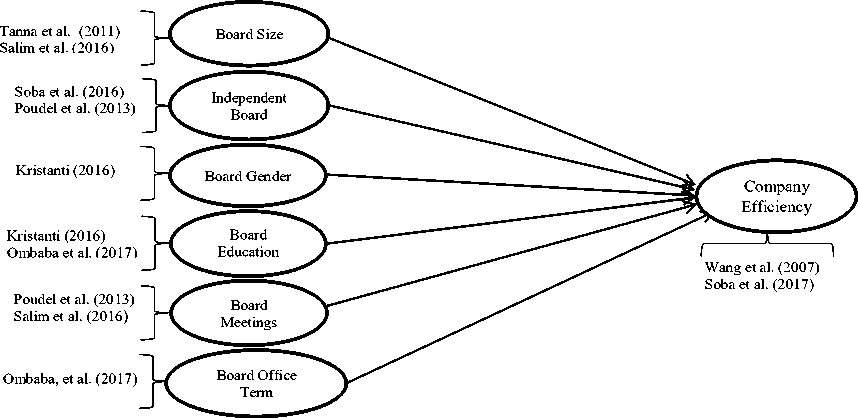 Tanna et al. (2011)
Salim et al. (2016)
Board Size
Soba et al. (2016)
Poudel et al. (2013)
Independent
Board
Kristanti (2016)
Board Gender
Kristanti (2016)
Ombaba et al. (2017)
Board
Education
Poudel et al. (2013)
Salim et al. (2016)
Board
Meetings
Ombaba, et al. (2017)
Board Office
Term
Company
Efficiency
Wang et al. (2007)
Soba et al. (2017)